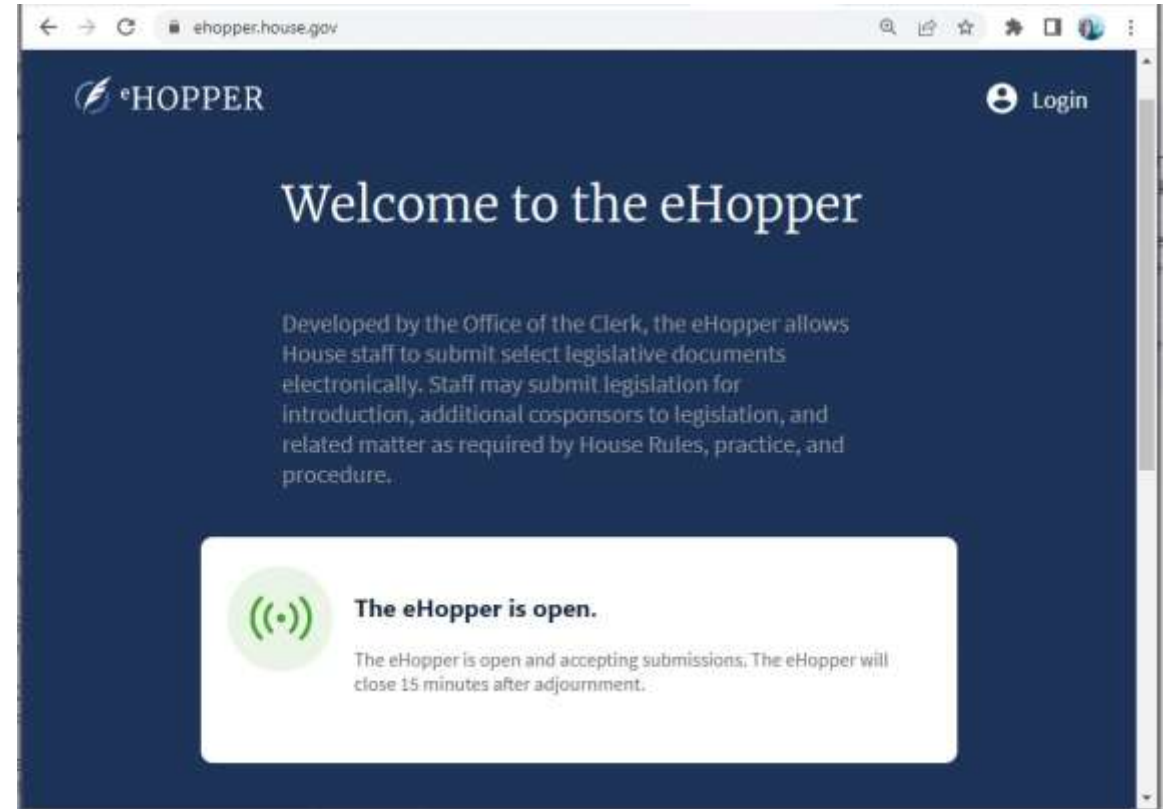 ehopper.house.gov
eHOPPER
Login
Welcome to the eHopper
Developed by the Office of the Clerk, the eHopper allows
House staff to submit select legislative documents
electronically. Staff may submit legislation for
introduction, additional cosponsors to legislation, and
related matter as required by House Rules, practice, and
procedure.
The eHopper is open.
The eHopper is open and accepting submissions. The eHopper will
close 15 minutes after adjournment.